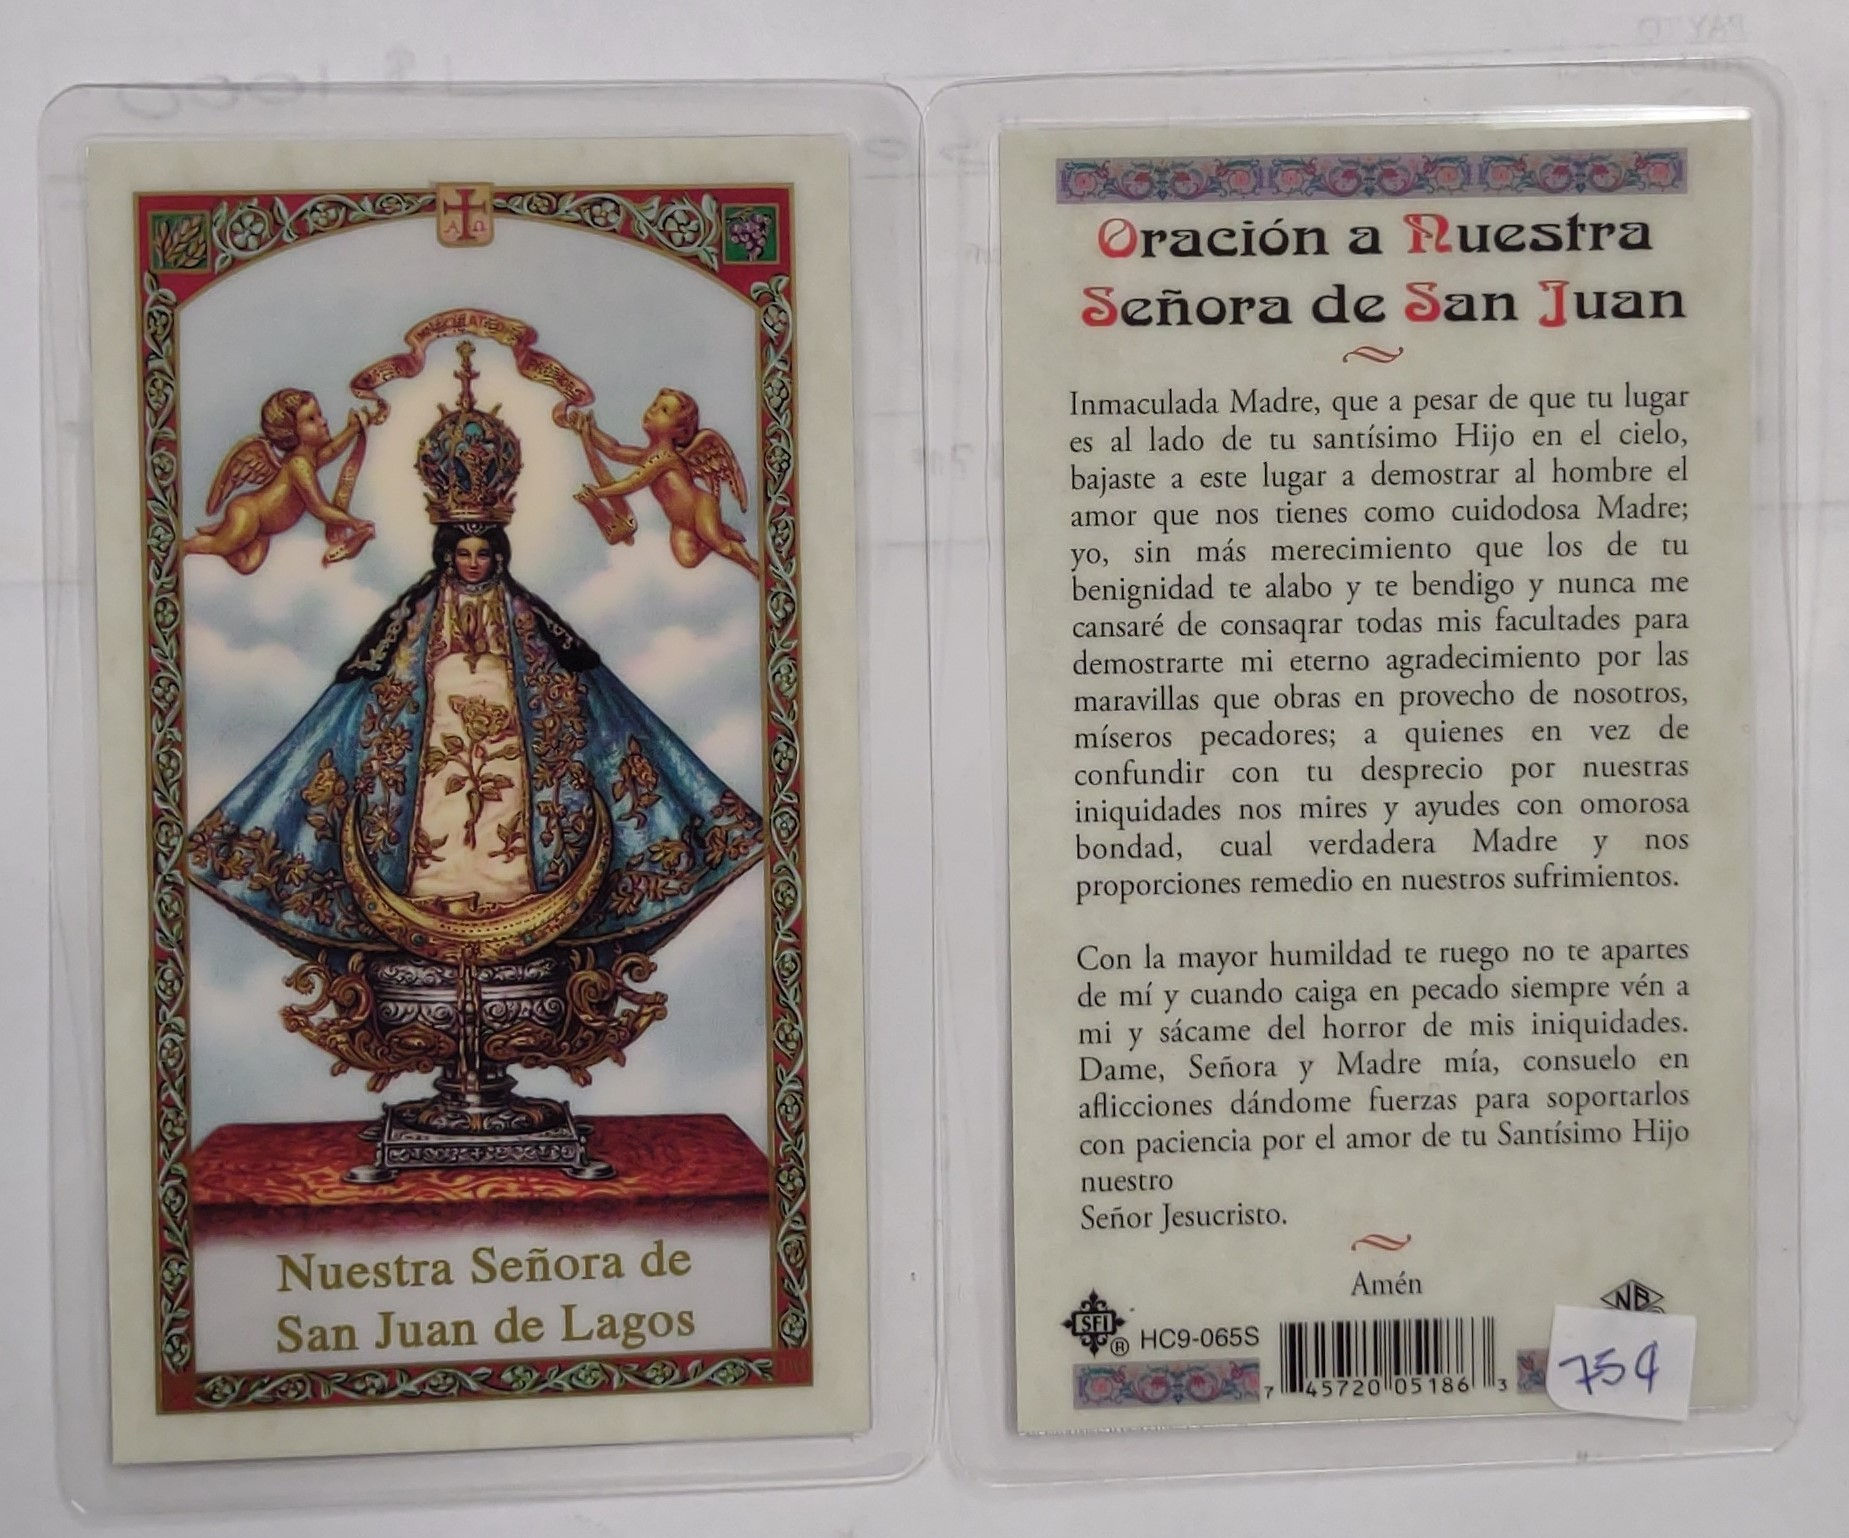 Α Ω
Nuestra Señora de
San Juan de Lagos
Oración a Nuestra
Señora de San Juan
Inmaculada Madre, que a pesar de que tu lugar
es al lado de tu santísimo Hijo en el cielo,
bajaste a este lugar a demostrar al hombre el
amor que nos tienes como cuidodosa Madre;
yo, sin más merecimiento que los de tu
benignidad te alabo y te bendigo y nunca me
cansaré de consaqrar todas mis facultades para
demostrarte mi eterno agradecimiento por las
maravillas que obras en provecho de nosotros,
míseros pecadores; a quienes en vez de
confundir con tu desprecio por nuestras
iniquidades nos mires y ayudes con omorosa
bondad, cual verdadera Madre y nos
proporciones remedio en nuestros sufrimientos.
Con la mayor humildad te ruego no te apartes
de mí y cuando caiga en pecado siempre vén a
mi y sácame del horror de mis iniquidades.
Dame, Señora y Madre mía, consuelo en
aflicciones dándome fuerzas para soportarlos
con paciencia por el amor de tu Santísimo Hijo
nuestro
Señor Jesucristo.
Amén
SFI ® HC9-065S
NB
7 45720 05186 3
75¢